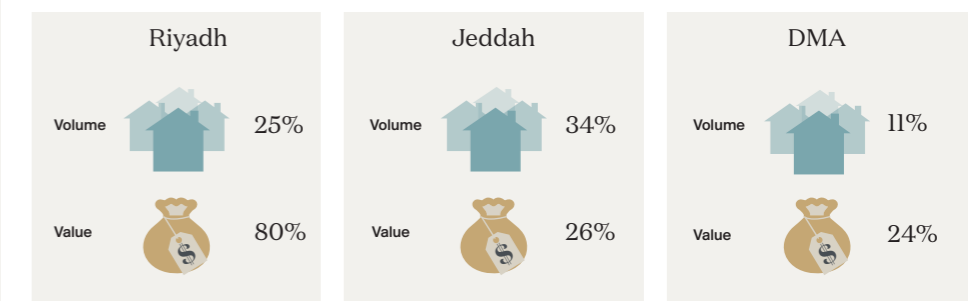 Riyadh
Volume 25%
Value $ 80%
Jeddah
Volume 34%
Value $ 26%
DMA
Volume 11%
Value $ 24%